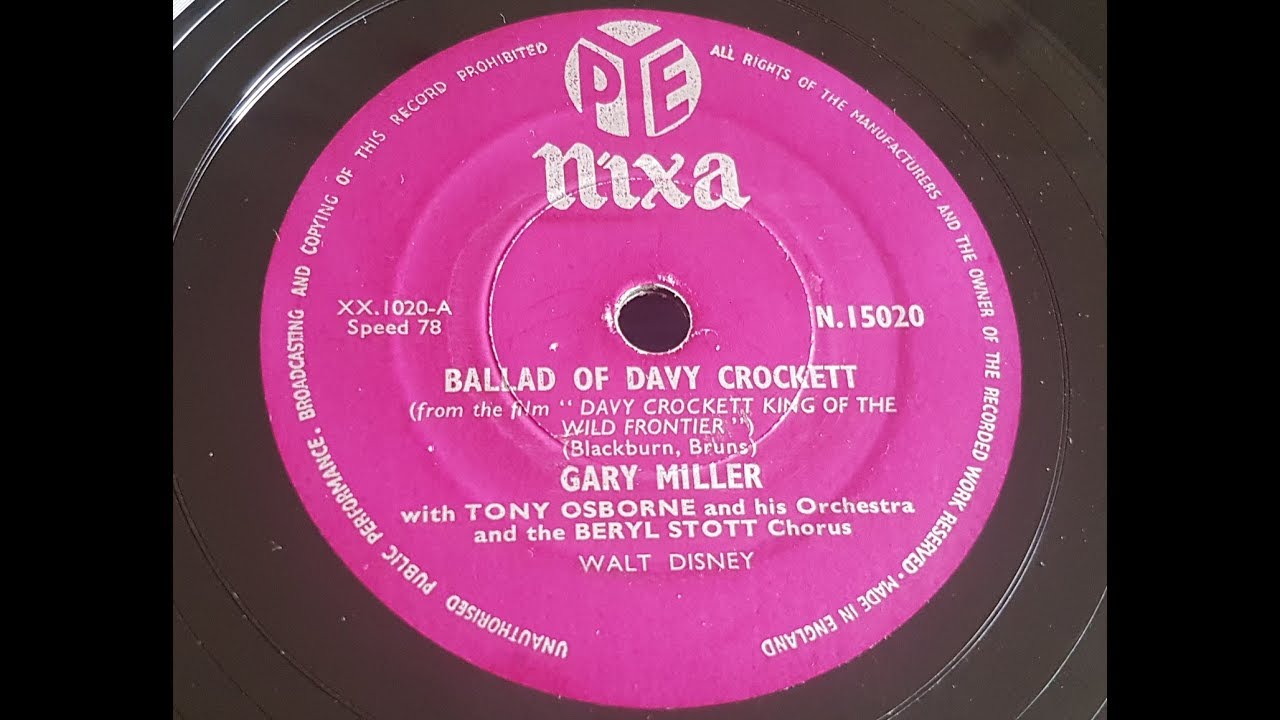 UNAUTHORISED PUBLIC PERFORMANCE, BROADCASTING AND COPYING OF THIS RECORD PROHIBITED
ALL RIGHTS OF THE MANUFACTURERS AND THE OWNER OF THE RECORDED WORK RESERVED • MADE IN ENGLAND
PYE
nixa
XX.1020-A
Speed 78
N.15020
BALLAD OF DAVY CROCKETT
(from the film " DAVY CROCKETT KING OF THE
WILD FRONTIER ")
(Blackburn, Bruns)
GARY MILLER
with TONY OSBORNE and his Orchestra
and the BERYL STOTT Chorus
WALT DISNEY